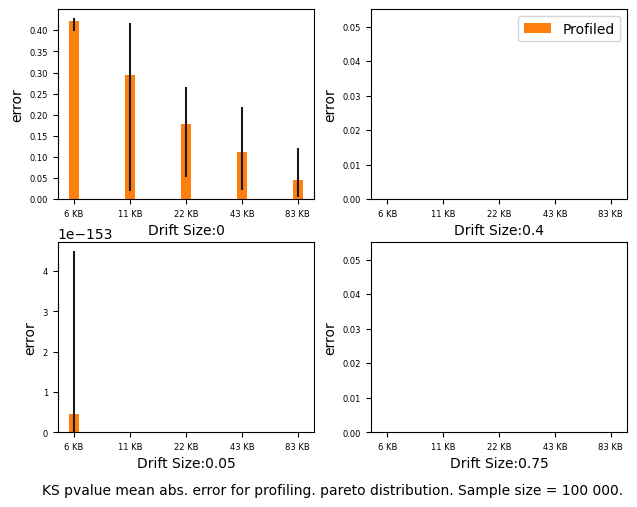 error
0.40
0.35
0.30
0.25
0.20
0.15
0.10
0.05
0.00
6 KB 11 KB 22 KB 43 KB 83 KB
Drift Size:0
Profiled
error
0.05
0.04
0.03
0.02
0.01
0.00
6 KB 11 KB 22 KB 43 KB 83 KB
Drift Size:0.4
1e−153
error
4
3
2
1
0
6 KB 11 KB 22 KB 43 KB 83 KB
Drift Size:0.05
error
0.05
0.04
0.03
0.02
0.01
0.00
6 KB 11 KB 22 KB 43 KB 83 KB
Drift Size:0.75
KS pvalue mean abs. error for profiling. pareto distribution. Sample size = 100 000.